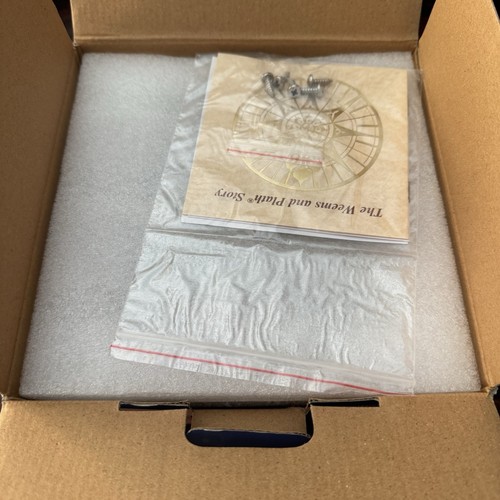 The Weems and Plath® Story